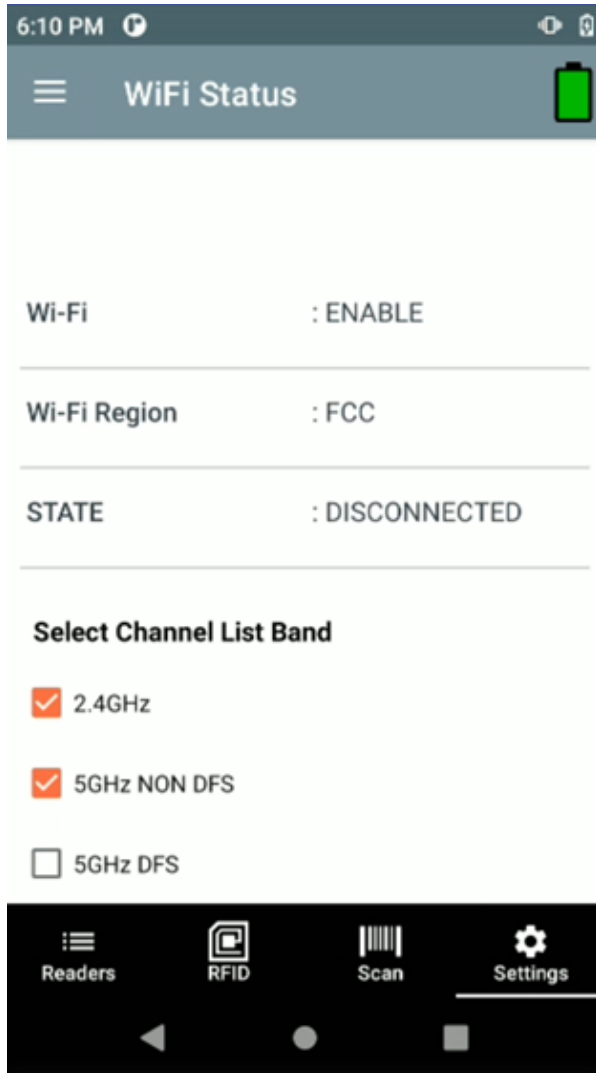 6:10 PM
WiFi Status
Wi-Fi : ENABLE
Wi-Fi Region : FCC
STATE : DISCONNECTED
Select Channel List Band
2.4GHz
5GHz NON DFS
5GHz DFS
Readers RFID Scan Settings